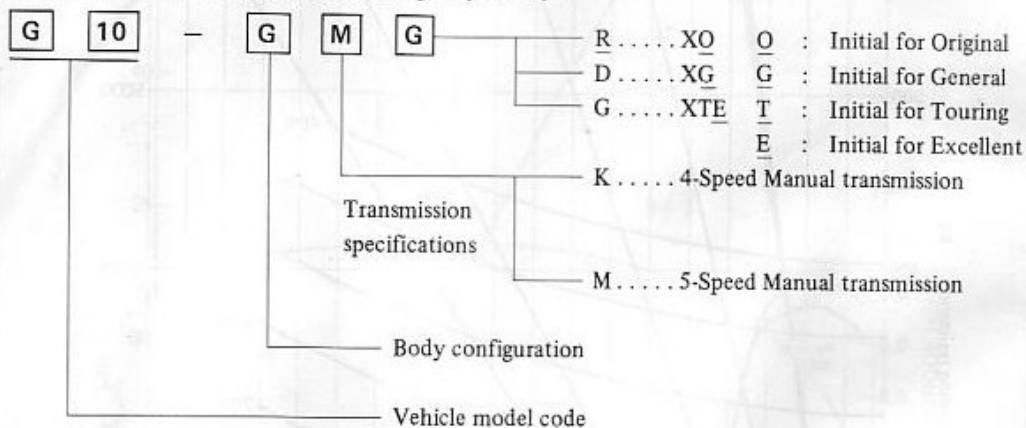 G 10 - G M G
R ..... XO O : Initial for Original
D ..... XG G : Initial for General
G ..... XTE T : Initial for Touring
E : Initial for Excellent
K ..... 4-Speed Manual transmission
Transmission
specifications
M ..... 5-Speed Manual transmission
Body configuration
Vehicle model code